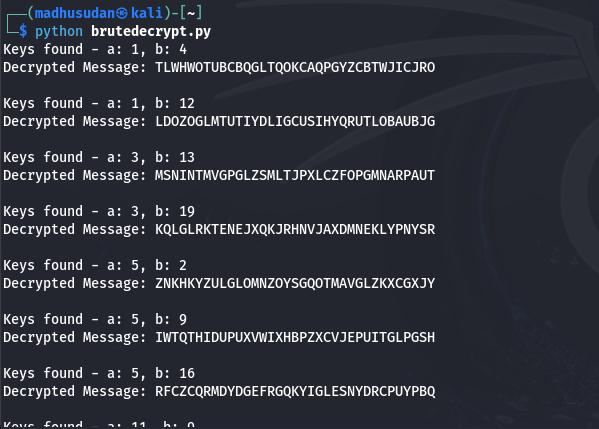 ┌──(madhusudan㉿kali)-[~]
└─$ python brutedecrypt.py
Keys found - a: 1, b: 4
Decrypted Message: TLWHWOTUBCBQGLTQOKCAQPGYZCBTWJICJRO
Keys found - a: 1, b: 12
Decrypted Message: LDOZOGLMTUTIYDLIGCUSIHYQRUTLOBAUBJG
Keys found - a: 3, b: 13
Decrypted Message: MSNINTMVGPGLZSMLTJPXLCZFOPGMNARPAUT
Keys found - a: 3, b: 19
Decrypted Message: KQLGLRKTENEJXQKJRHNVJAXDMNEKLYPNYSR
Keys found - a: 5, b: 2
Decrypted Message: ZNKHKYZULGLOMNZOYSGQOTMAVGLZKXCGXJY
Keys found - a: 5, b: 9
Decrypted Message: IWTQTHIDUPUXVWIXHBPZXCVJEPUITGLPGSH
Keys found - a: 5, b: 16
Decrypted Message: RFCZCQRMDYDGEFRGQKYIGLESNYDRCPUYPBQ
Keys found - a: 11, b: